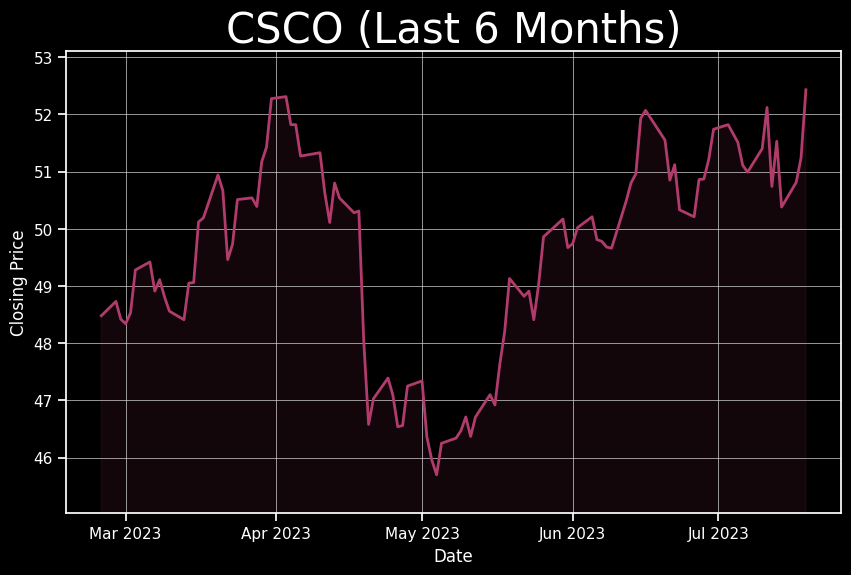 CSCO (Last 6 Months)
53
52
51
50
49
48
47
46
Closing Price
Mar 2023
Apr 2023
May 2023
Jun 2023
Jul 2023
Date